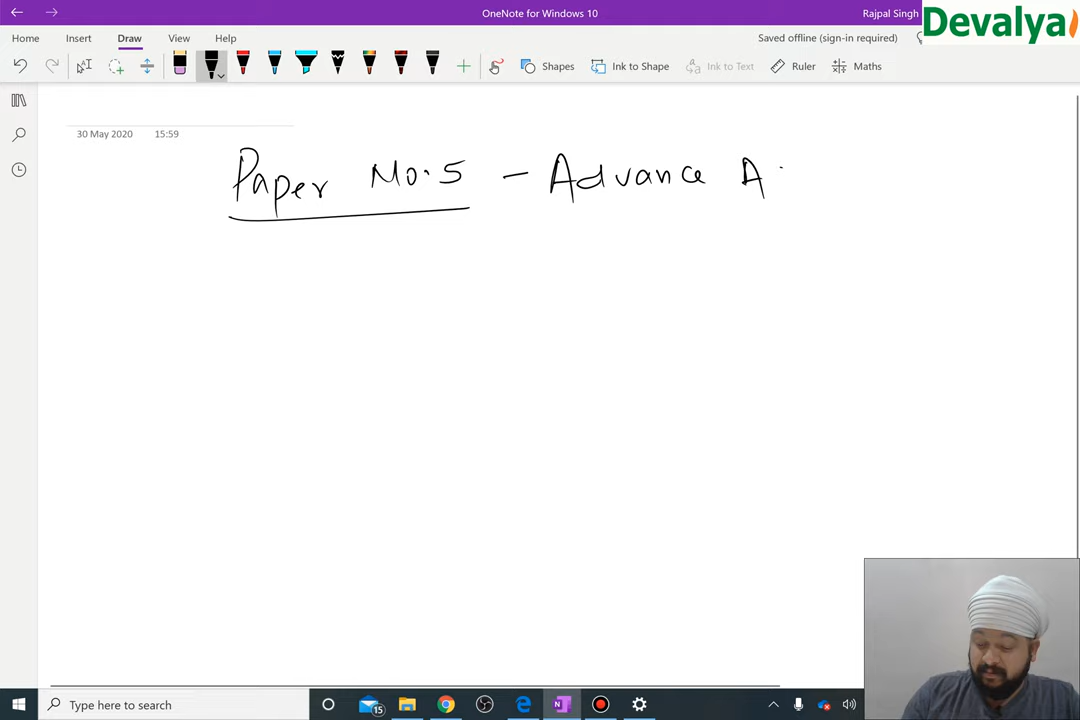 OneNote for Windows 10
Rajpal Singh
Devalya
Home Insert Draw View Help
Saved offline (sign-in required)
Shapes Ink to Shape Ink to Text Ruler Maths
30 May 2020 15:59
Paper No.5 - Advance A
Type here to search
15